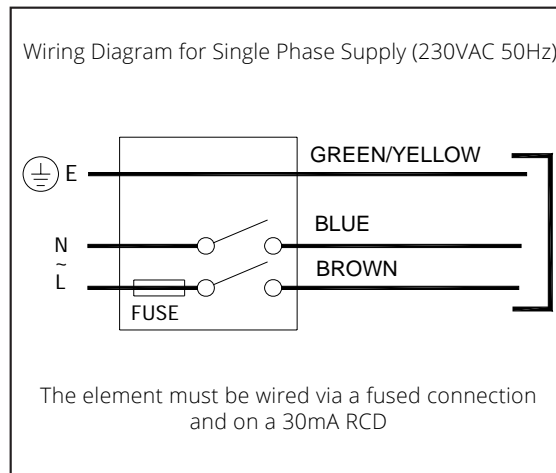 Wiring Diagram for Single Phase Supply (230VAC 50Hz)
GREEN/YELLOW
E
BLUE
N
~
BROWN
L
FUSE
The element must be wired via a fused connection
and on a 30mA RCD